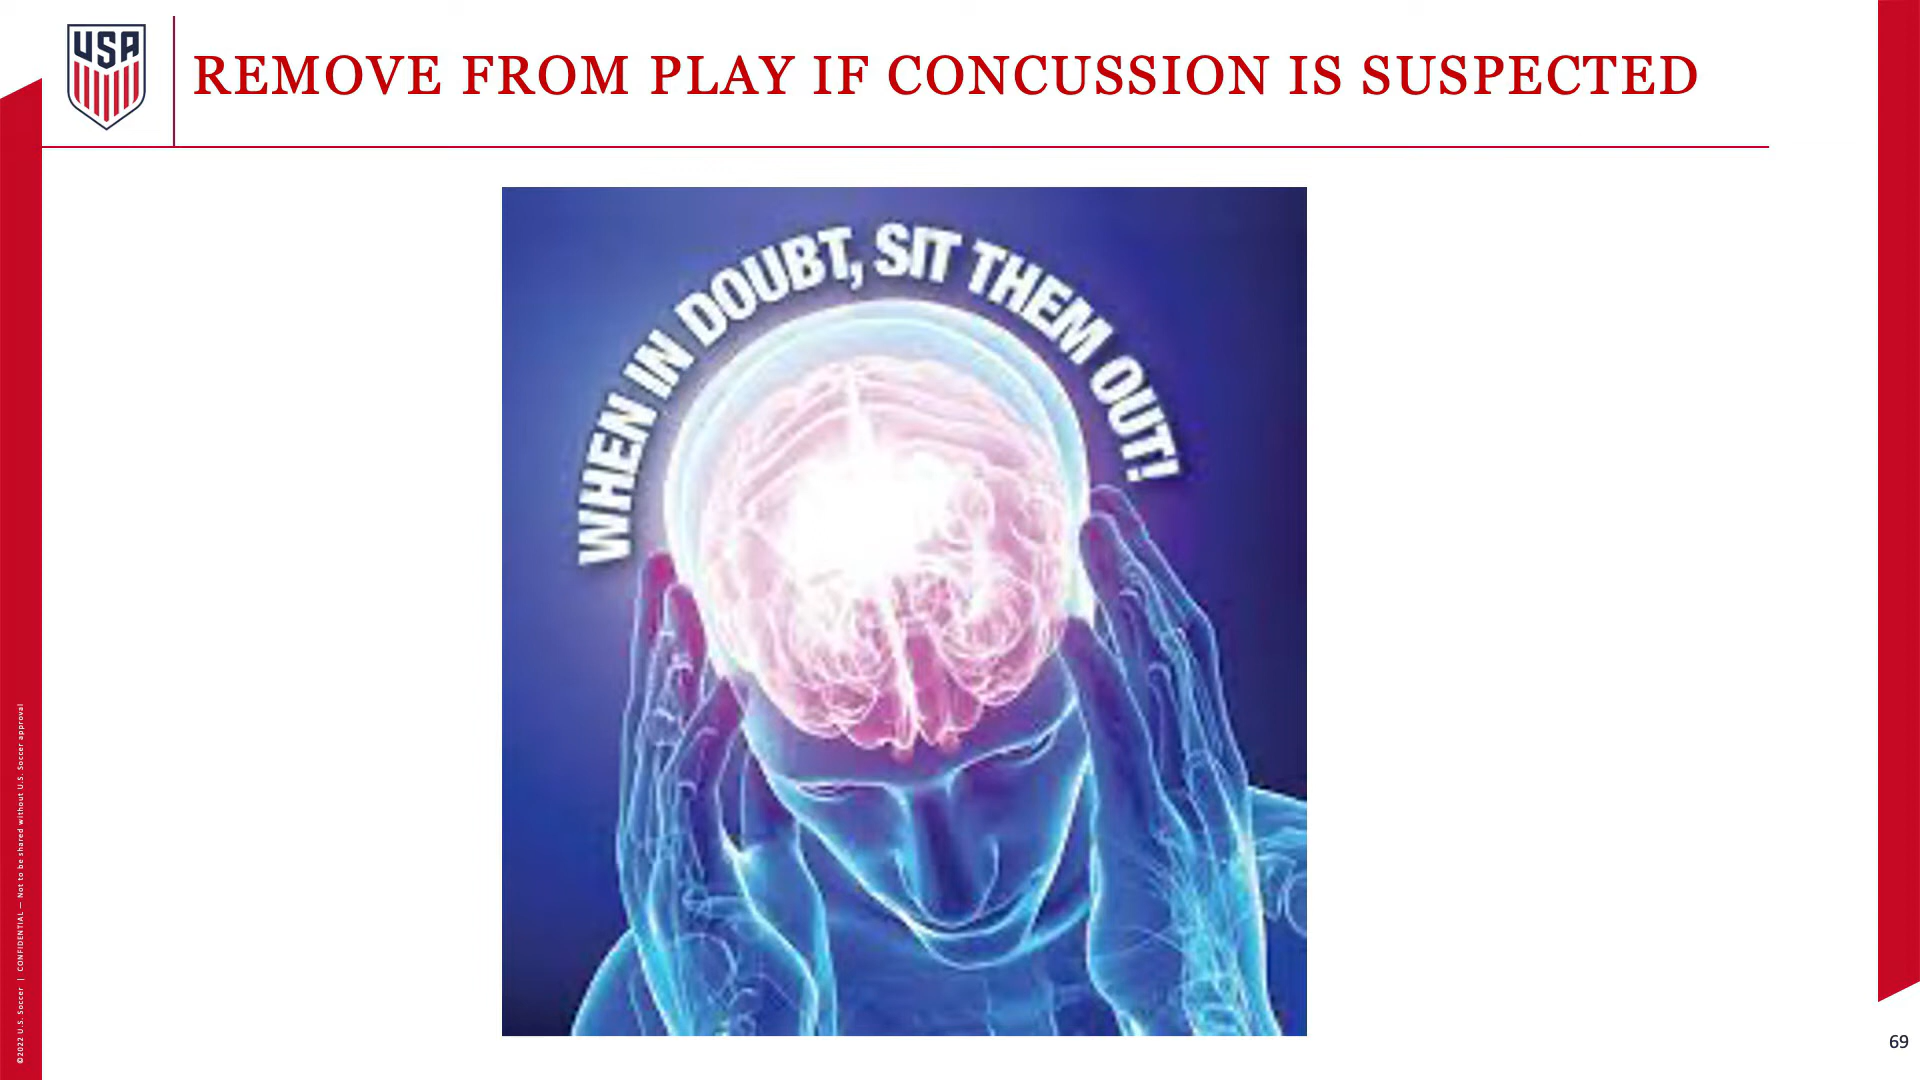 USA
REMOVE FROM PLAY IF CONCUSSION IS SUSPECTED
WHEN IN DOUBT, SIT THEM OUT!
©2022 U.S. Soccer | CONFIDENTIAL — Not to be shared without U.S. Soccer approval
69